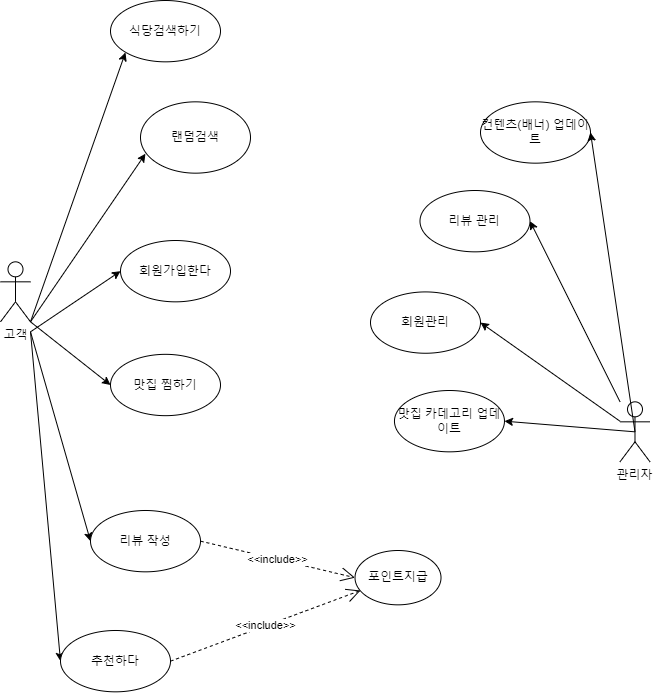 식당검색하기
랜덤검색
컨텐츠(배너) 업데이
트
리뷰 관리
회원가입한다
고객
회원관리
맛집 찜하기
맛집 카데고리 업데
이트
관리자
리뷰 작성
<<include>>
포인트지급
<<include>>
추천하다